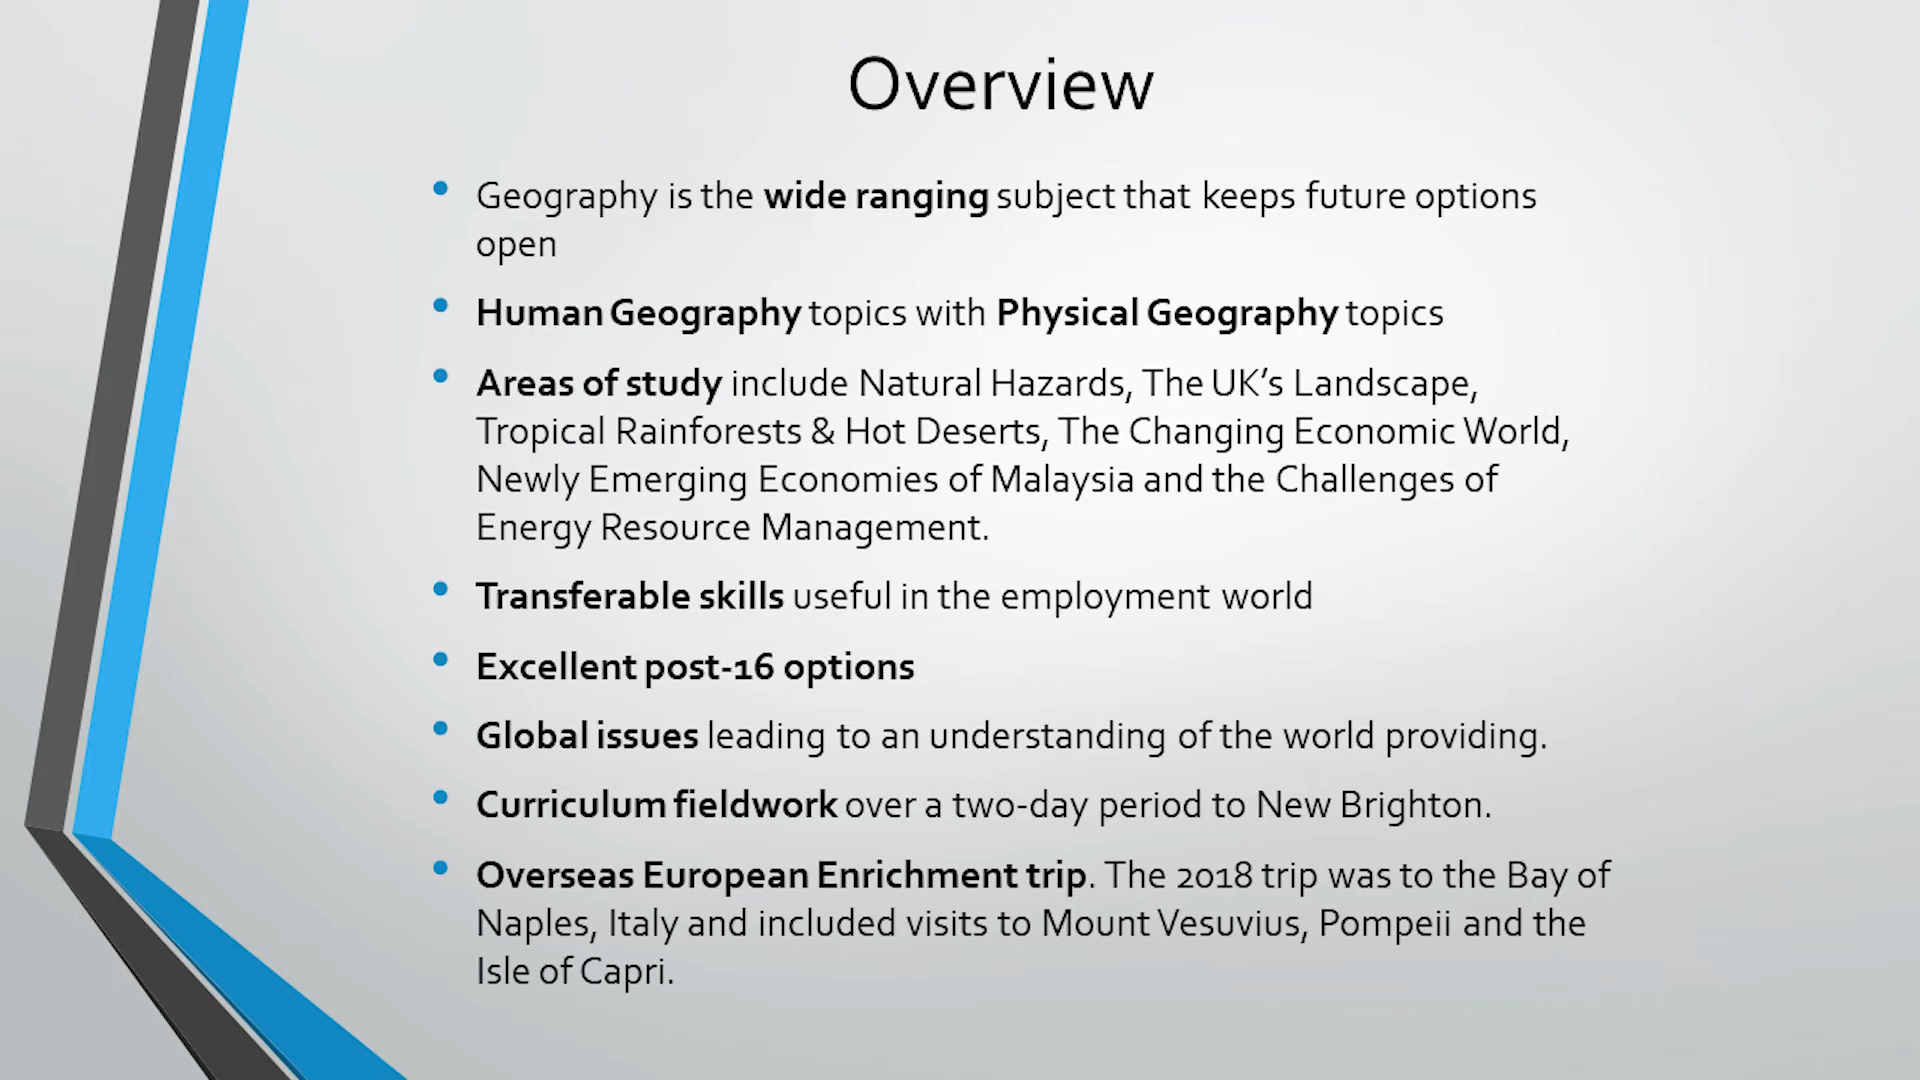 Overview
• Geography is the wide ranging subject that keeps future options
open
• Human Geography topics with Physical Geography topics
• Areas of study include Natural Hazards, The UK’s Landscape,
Tropical Rainforests & Hot Deserts, The Changing Economic World,
Newly Emerging Economies of Malaysia and the Challenges of
Energy Resource Management.
• Transferable skills useful in the employment world
• Excellent post-16 options
• Global issues leading to an understanding of the world providing.
• Curriculum fieldwork over a two-day period to New Brighton.
• Overseas European Enrichment trip. The 2018 trip was to the Bay of
Naples, Italy and included visits to Mount Vesuvius, Pompeii and the
Isle of Capri.